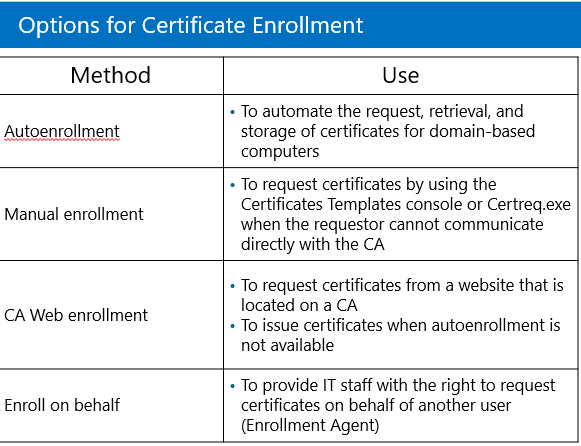 Options for Certificate Enrollment
Method
Use
Autoenrollment
• To automate the request, retrieval, and
storage of certificates for domain-based
computers
Manual enrollment
• To request certificates by using the
Certificates Templates console or Certreq.exe
when the requestor cannot communicate
directly with the CA
CA Web enrollment
• To request certificates from a website that is
located on a CA
• To issue certificates when autoenrollment is
not available
Enroll on behalf
• To provide IT staff with the right to request
certificates on behalf of another user
(Enrollment Agent)